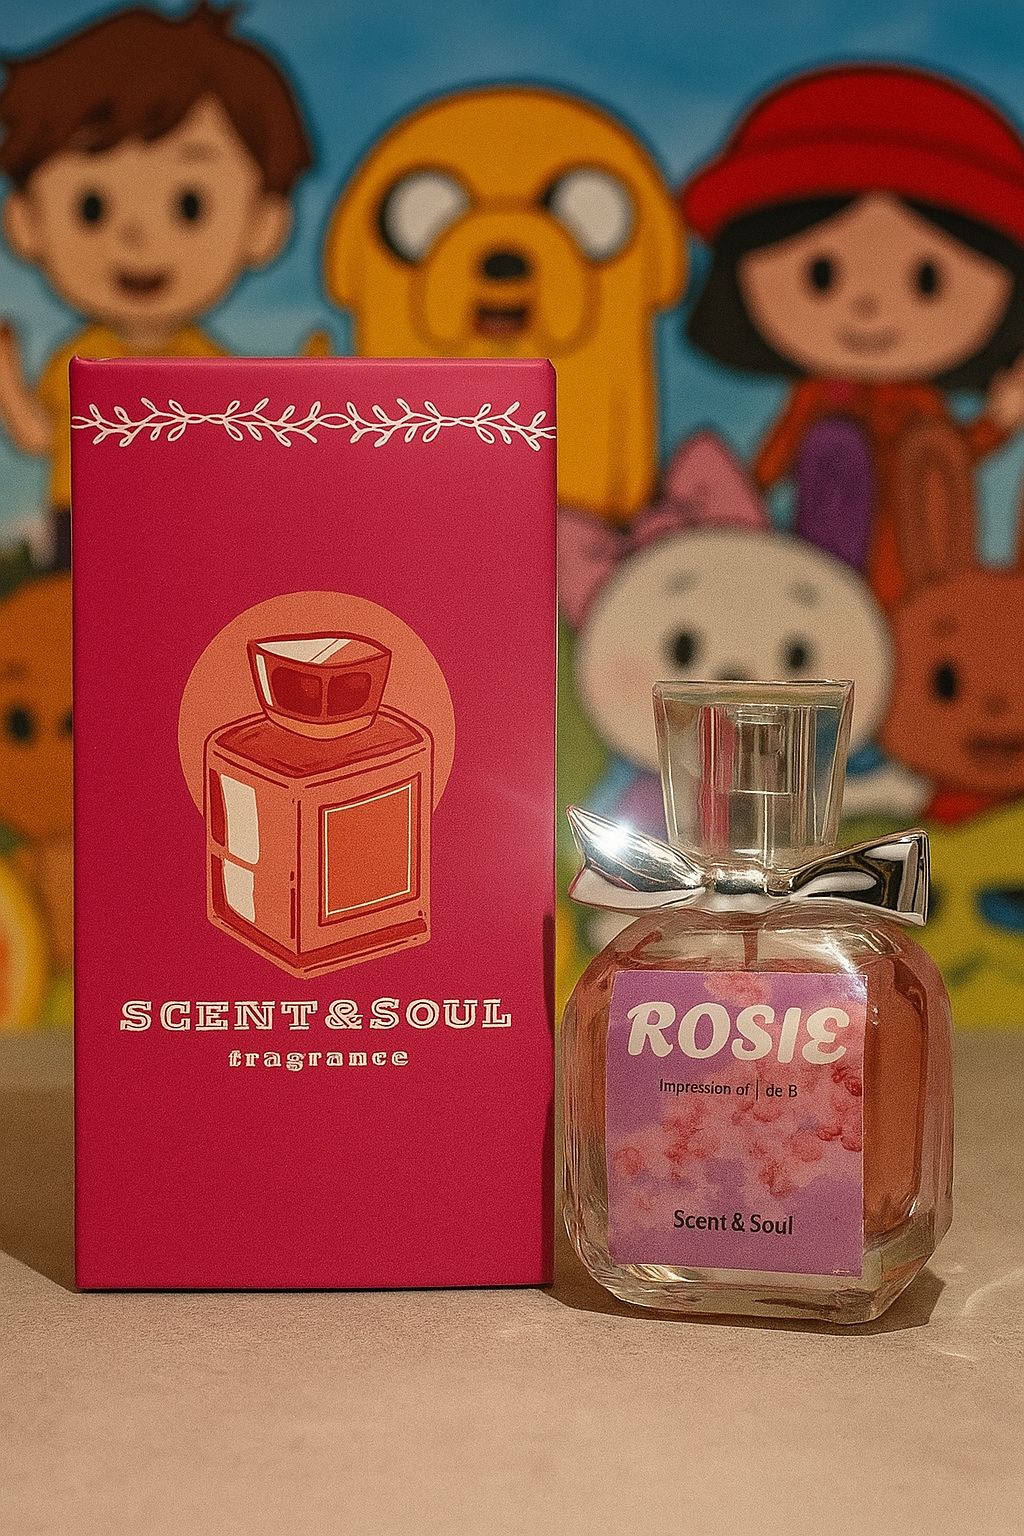 SCENT&SOUL
fragrance
ROSIE
Impression of | de B
Scent & Soul